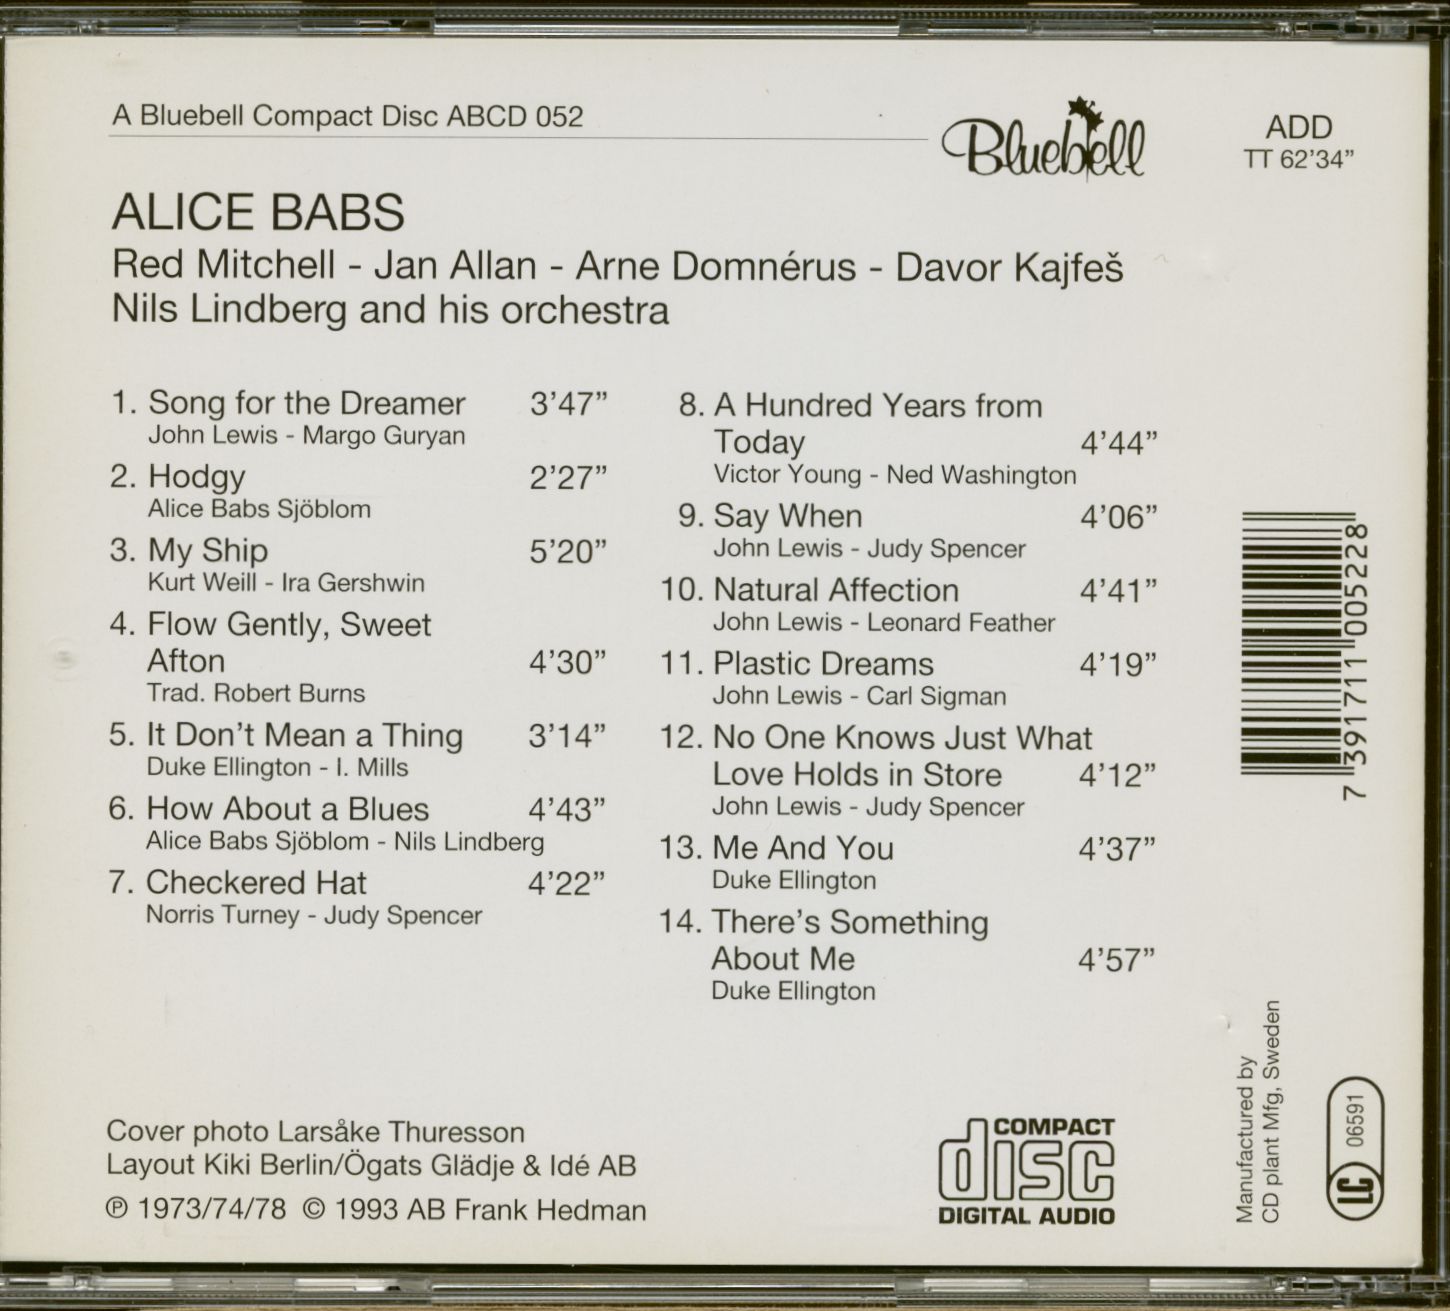 A Bluebell Compact Disc ABCD 052
Bluebell
ADD
TT 62'34"
ALICE BABS
Red Mitchell - Jan Allan - Arne Domnérus - Davor Kajfeš
Nils Lindberg and his orchestra
1. Song for the Dreamer 3'47"
John Lewis - Margo Guryan
2. Hodgy 2'27"
Alice Babs Sjöblom
3. My Ship 5'20"
Kurt Weill - Ira Gershwin
4. Flow Gently, Sweet
Afton 4'30"
Trad. Robert Burns
5. It Don't Mean a Thing 3'14"
Duke Ellington - I. Mills
6. How About a Blues 4'43"
Alice Babs Sjöblom - Nils Lindberg
7. Checkered Hat 4'22"
Norris Turney - Judy Spencer
8. A Hundred Years from
Today 4'44"
Victor Young - Ned Washington
9. Say When 4'06"
John Lewis - Judy Spencer
10. Natural Affection 4'41"
John Lewis - Leonard Feather
11. Plastic Dreams 4'19"
John Lewis - Carl Sigman
12. No One Knows Just What
Love Holds in Store 4'12"
John Lewis - Judy Spencer
13. Me And You 4'37"
Duke Ellington
14. There's Something
About Me 4'57"
Duke Ellington
7 391711 005228
Cover photo Larsåke Thuresson
Layout Kiki Berlin/Ögats Glädje & Idé AB
℗ 1973/74/78 © 1993 AB Frank Hedman
COMPACT
disc
DIGITAL AUDIO
Manufactured by
CD plant Mfg, Sweden
LC 06591